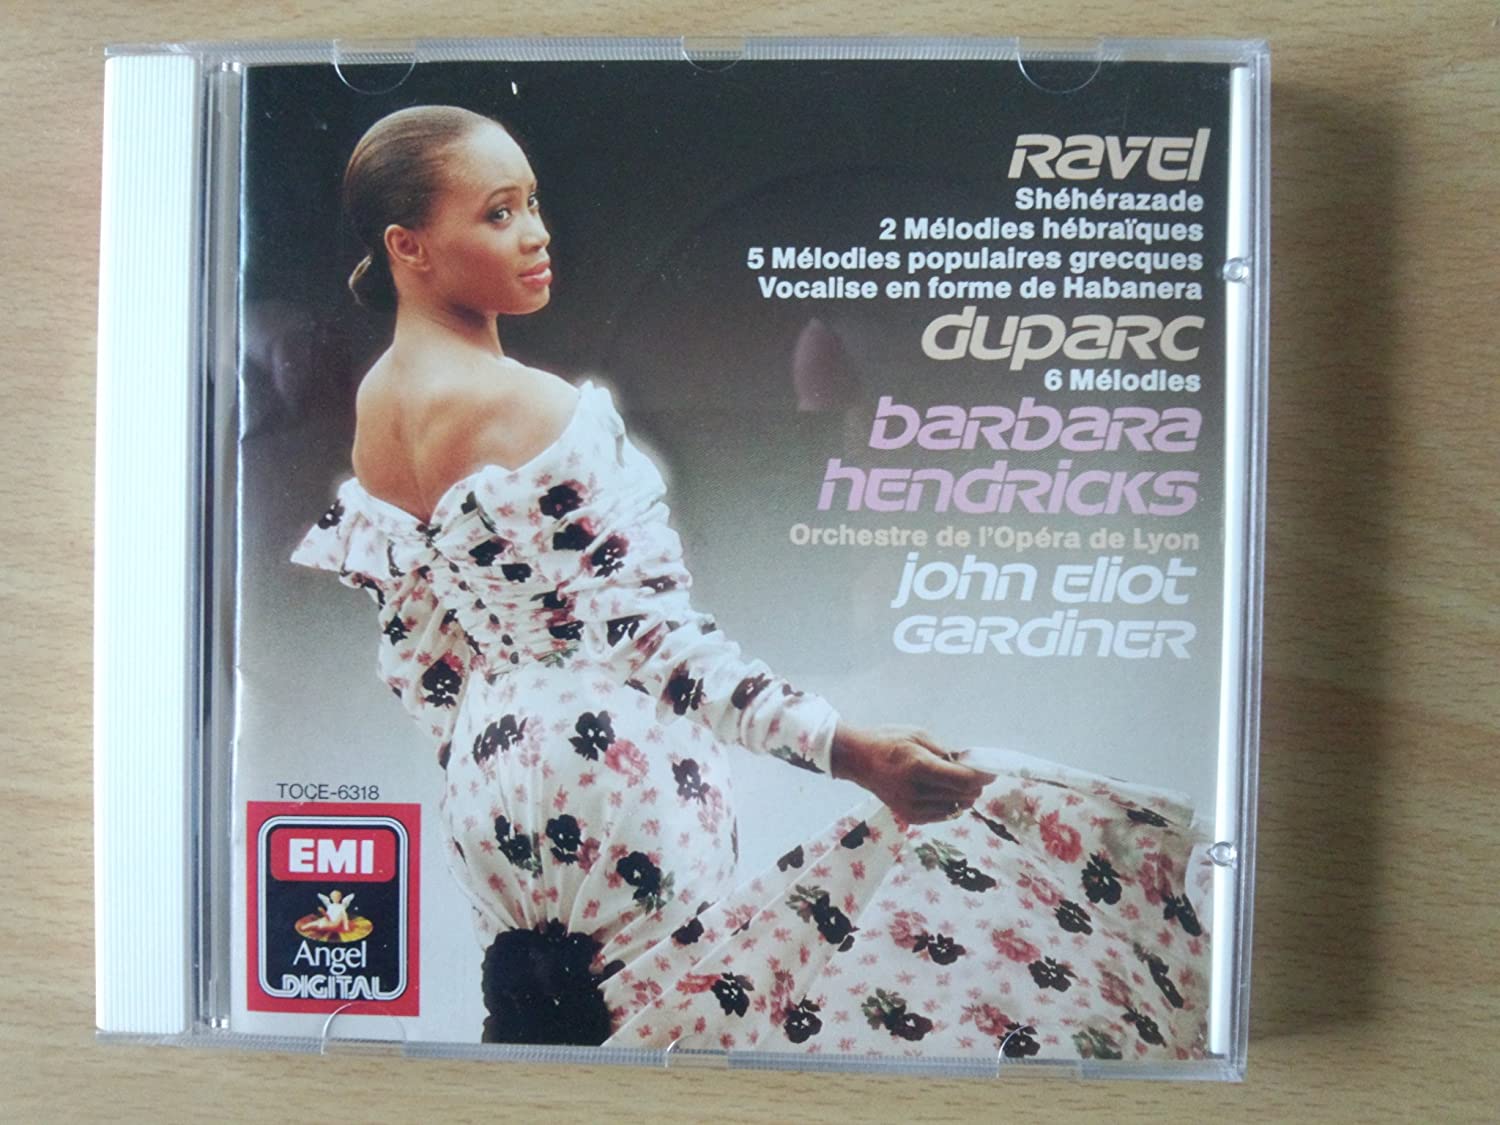 Ravel
Shéhérazade
2 Mélodies hébraïques
5 Mélodies populaires grecques
Vocalise en forme de Habanera
duparc
6 Mélodies
barbara
hendricks
Orchestre de l'Opéra de Lyon
john Eliot
Gardiner
TOCE-6318
EMI
Angel
DIGITAL